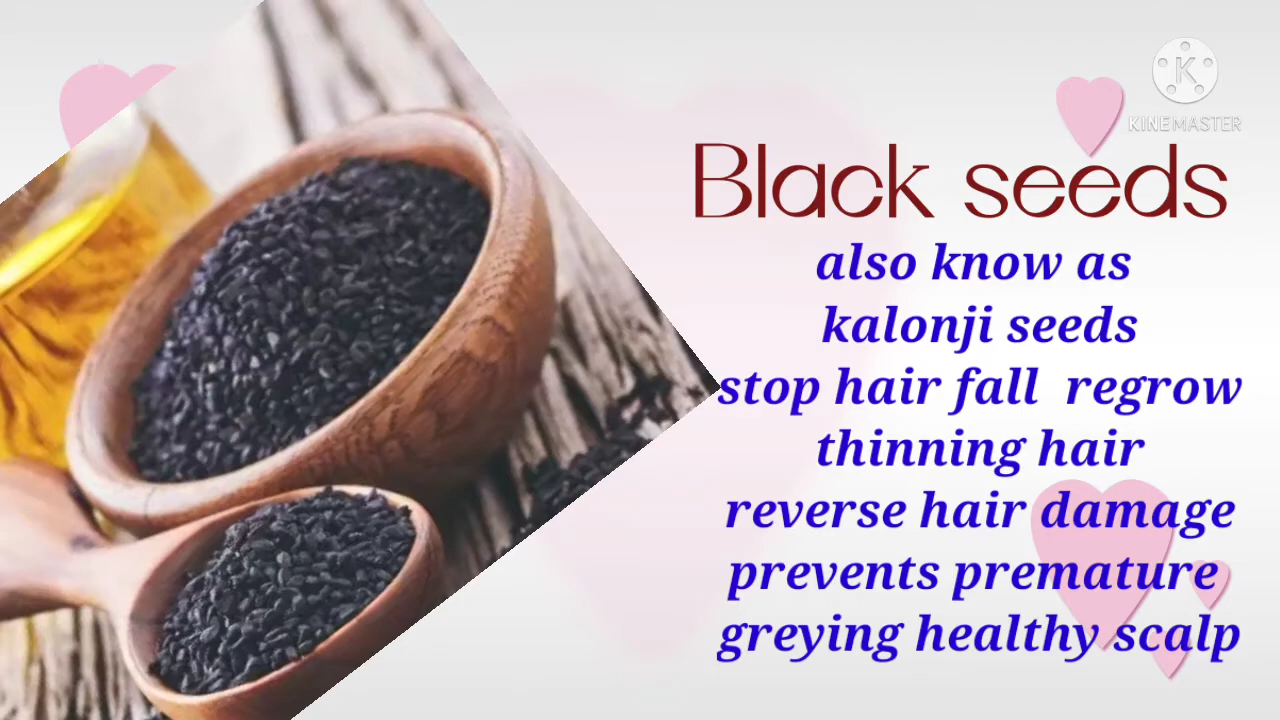 KINEMASTER
Black seeds
also know as
kalonji seeds
stop hair fall  regrow
thinning hair
reverse hair damage
prevents premature
greying healthy scalp